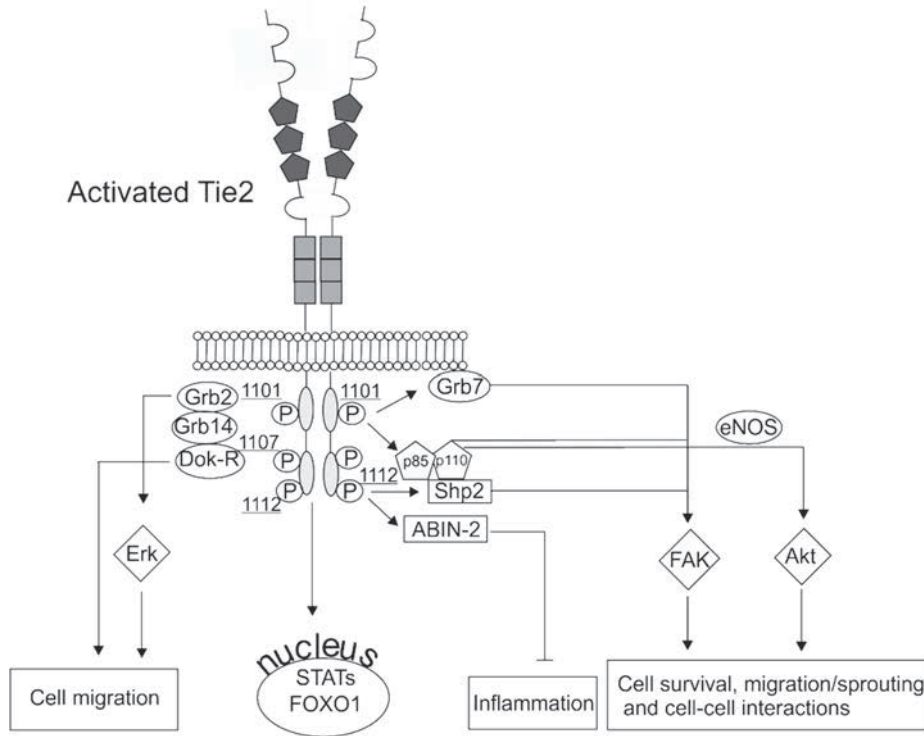 Activated Tie2
Grb2
1101
1101
Grb7
P
P
Grb14
eNOS
Dok-R
1107
P
P
p85
p110
1112
P
P
1112
Shp2
ABIN-2
Erk
FAK
Akt
nucleus
STATs
FOXO1
Cell migration
Inflammation
Cell survival, migration/sprouting
and cell-cell interactions